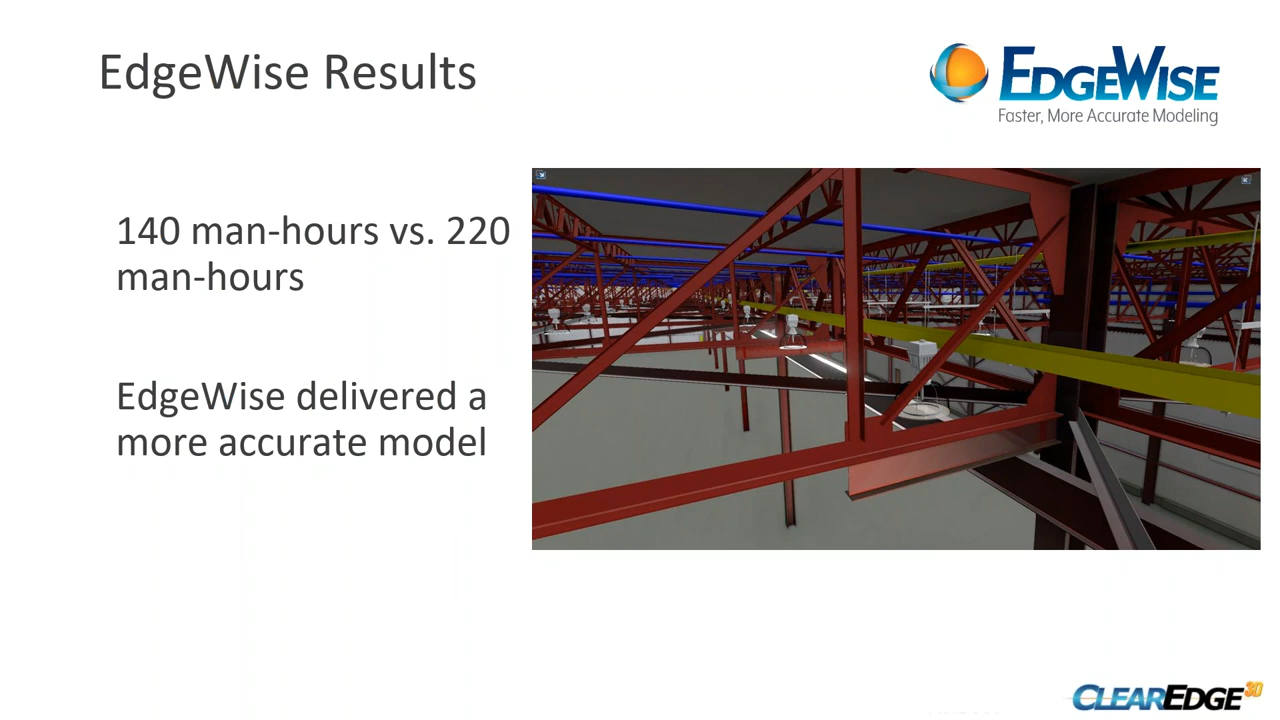 EdgeWise Results
EDGEWISE
Faster, More Accurate Modeling
140 man-hours vs. 220
man-hours
EdgeWise delivered a
more accurate model
CLEAREDGE3D